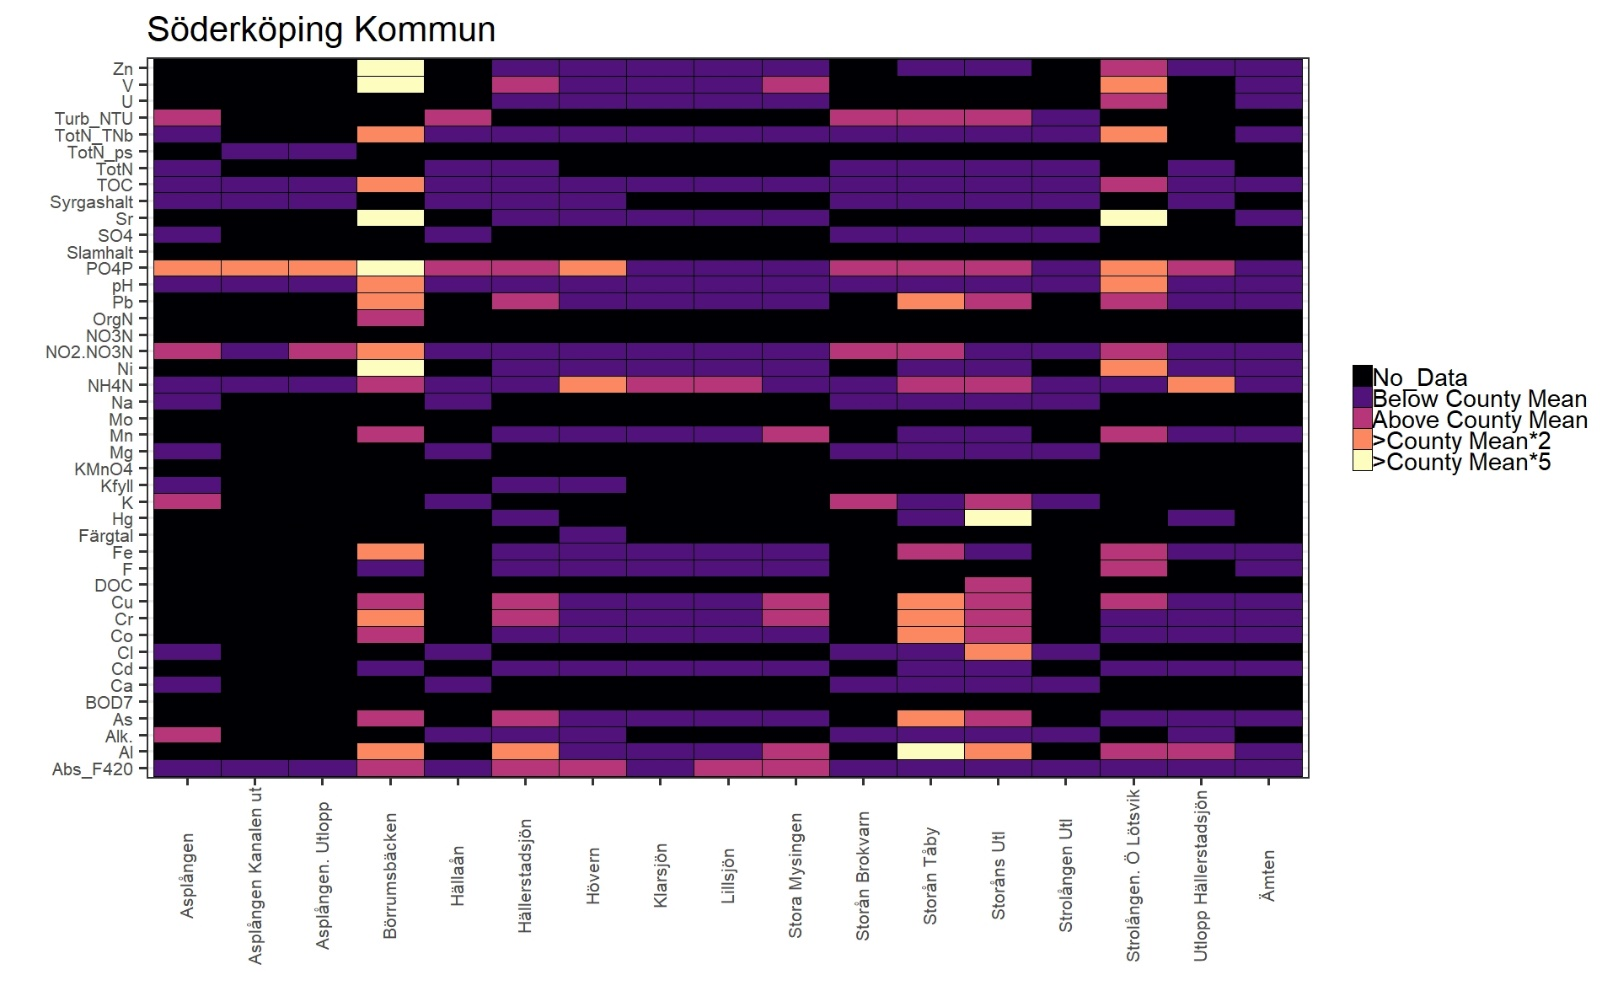 Söderköping Kommun
Zn
V
U
Turb_NTU
TotN_TNb
TotN_ps
TotN
TOC
Syrgashalt
Sr
SO4
Slamhalt
PO4P
pH
Pb
OrgN
NO3N
NO2.NO3N
Ni
NH4N
Na
Mo
Mn
Mg
KMnO4
Kfyll
K
Hg
Färgtal
Fe
F
DOC
Cu
Cr
Co
Cl
Cd
Ca
BOD7
As
Alk.
Al
Abs_F420
No_Data
Below County Mean
Above County Mean
>County Mean*2
>County Mean*5
Asplången
Asplången Kanalen ut
Asplången. Utlopp
Börrumsbäcken
Hällaån
Hällerstadsjön
Hövern
Klarsjön
Lillsjön
Stora Mysingen
Storån Brokvarn
Storån Tåby
Storåns Utl
Strolången Utl
Strolången. Ö Lötsvik
Utlopp Hällerstadsjön
Ämten